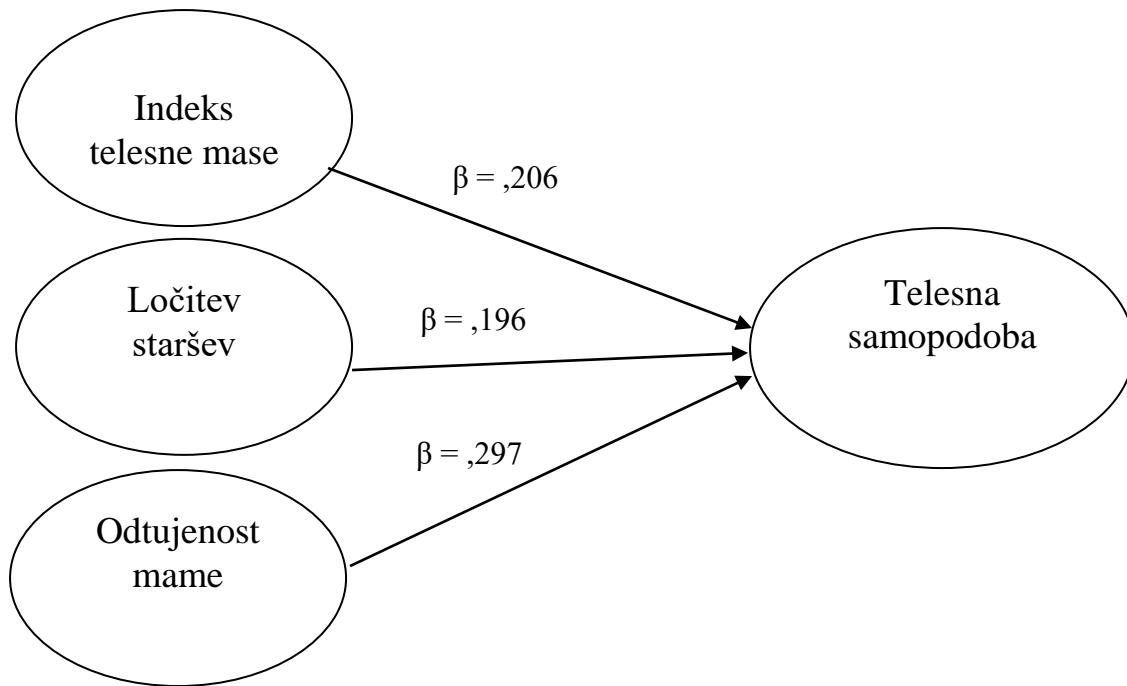 Indeks
telesne mase
β = ,206
Ločitev
staršev
β = ,196
Telesna
samopodoba
β = ,297
Odtujenost
mame